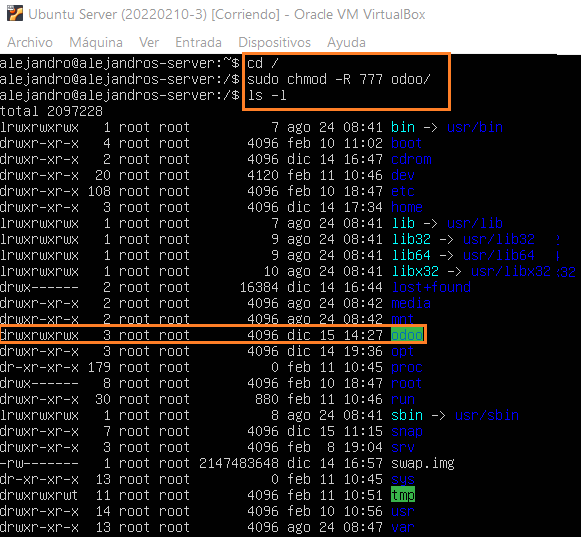 Ubuntu Server (20220210-3) [Corriendo] - Oracle VM VirtualBox
Archivo Máquina Ver Entrada Dispositivos Ayuda
alejandro@alejandros-server:~$ cd /
alejandro@alejandros-server:/$ sudo chmod -R 777 odoo/
alejandro@alejandros-server:/$ ls -l
total 2097228
lrwxrwxrwx 1 root root 7 ago 24 08:41 bin -> usr/bin
drwxr-xr-x 4 root root 4096 feb 10 11:02 boot
drwxr-xr-x 2 root root 4096 dic 14 16:47 cdrom
drwxr-xr-x 20 root root 4120 feb 11 10:46 dev
drwxr-xr-x 108 root root 4096 feb 10 18:47 etc
drwxr-xr-x 3 root root 4096 dic 14 17:34 home
lrwxrwxrwx 1 root root 7 ago 24 08:41 lib -> usr/lib
lrwxrwxrwx 1 root root 9 ago 24 08:41 lib32 -> usr/lib32
lrwxrwxrwx 1 root root 9 ago 24 08:41 lib64 -> usr/lib64
lrwxrwxrwx 1 root root 10 ago 24 08:41 libx32 -> usr/libx32
drwx------ 2 root root 16384 dic 14 16:44 lost+found
drwxr-xr-x 2 root root 4096 ago 24 08:42 media
drwxr-xr-x 2 root root 4096 ago 24 08:42 mnt
drwxrwxrwx 3 root root 4096 dic 15 14:27 odoo
drwxr-xr-x 3 root root 4096 dic 14 19:36 opt
dr-xr-xr-x 179 root root 0 feb 11 10:45 proc
drwx------ 8 root root 4096 feb 10 18:47 root
drwxr-xr-x 30 root root 880 feb 11 10:46 run
lrwxrwxrwx 1 root root 8 ago 24 08:41 sbin -> usr/sbin
drwxr-xr-x 7 root root 4096 dic 15 11:15 snap
drwxr-xr-x 3 root root 4096 feb 8 19:04 srv
-rw------- 1 root root 2147483648 dic 14 16:57 swap.img
dr-xr-xr-x 13 root root 0 feb 11 10:45 sys
drwxrwxrwt 11 root root 4096 feb 11 10:51 tmp
drwxr-xr-x 14 root root 4096 feb 10 10:56 usr
drwxr-xr-x 13 root root 4096 ago 24 08:47 var